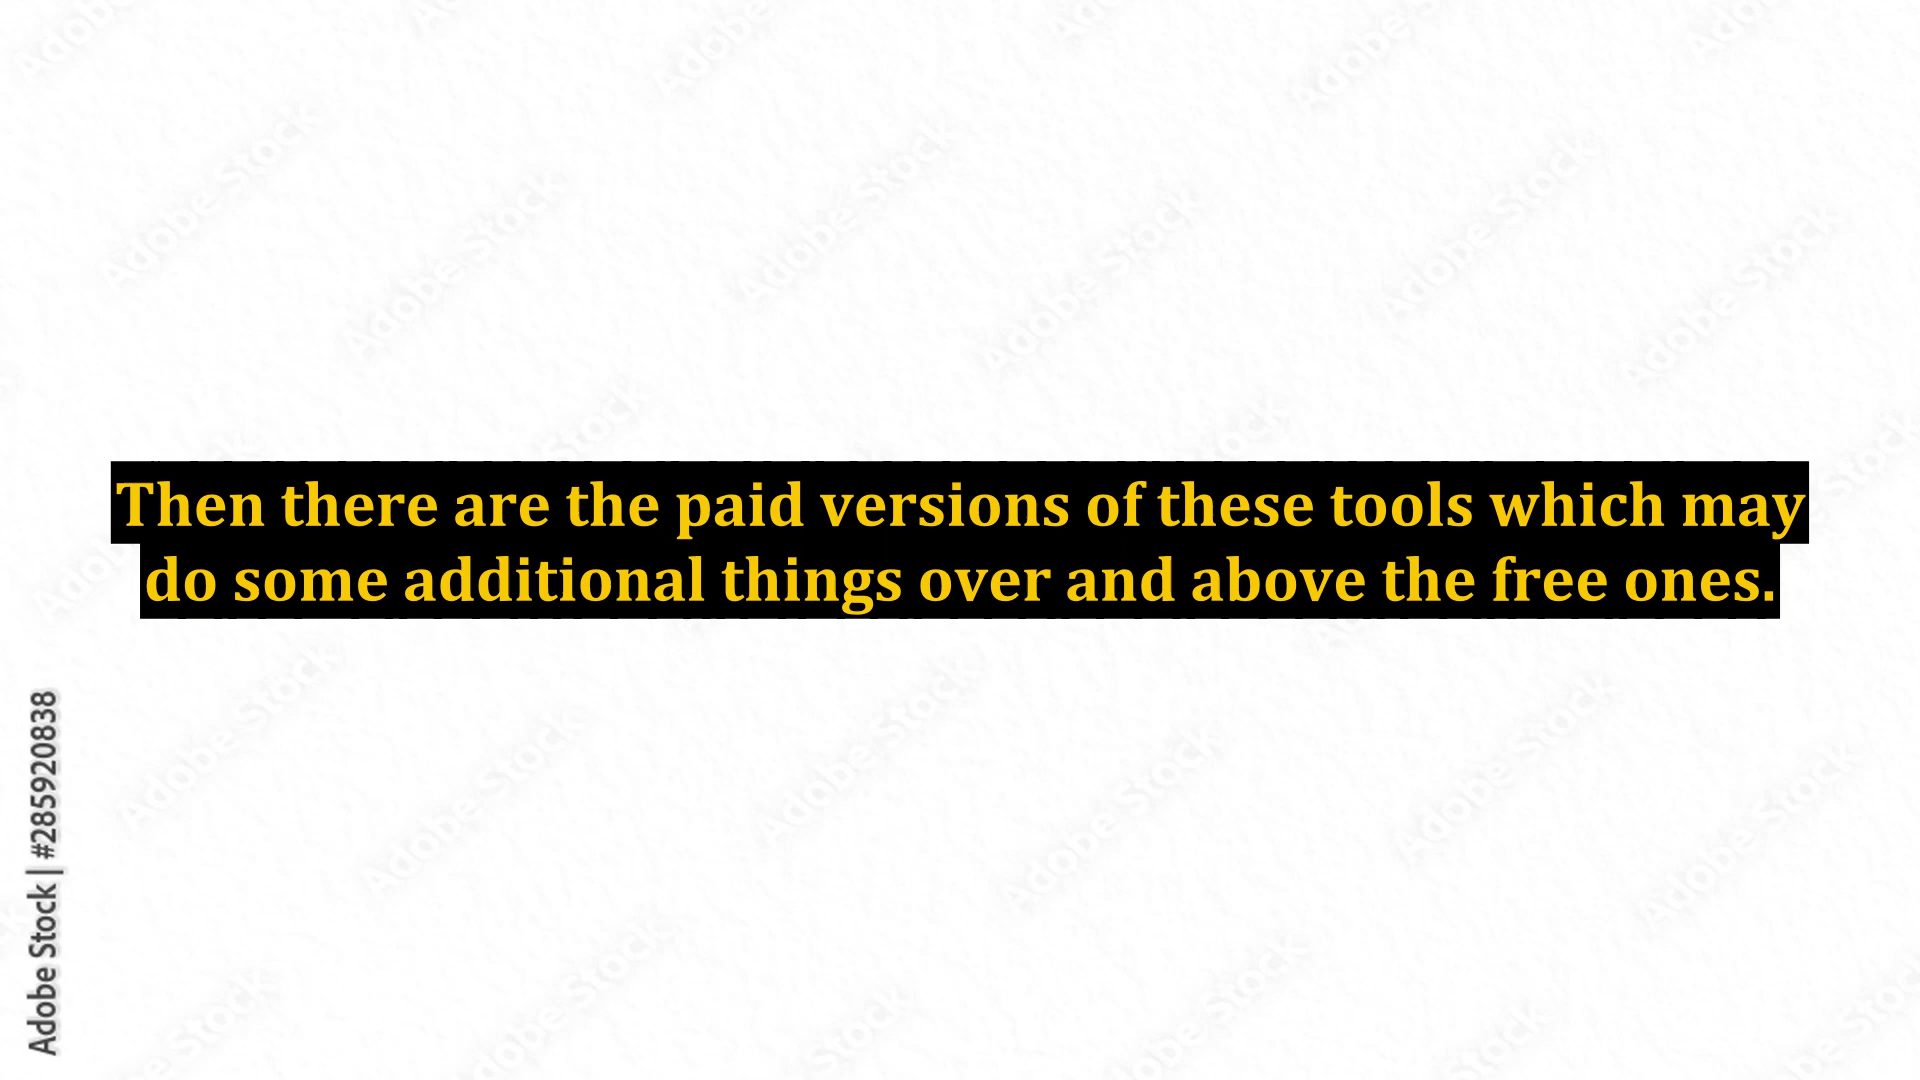 Then there are the paid versions of these tools which may
do some additional things over and above the free ones.
Adobe Stock | #285920838